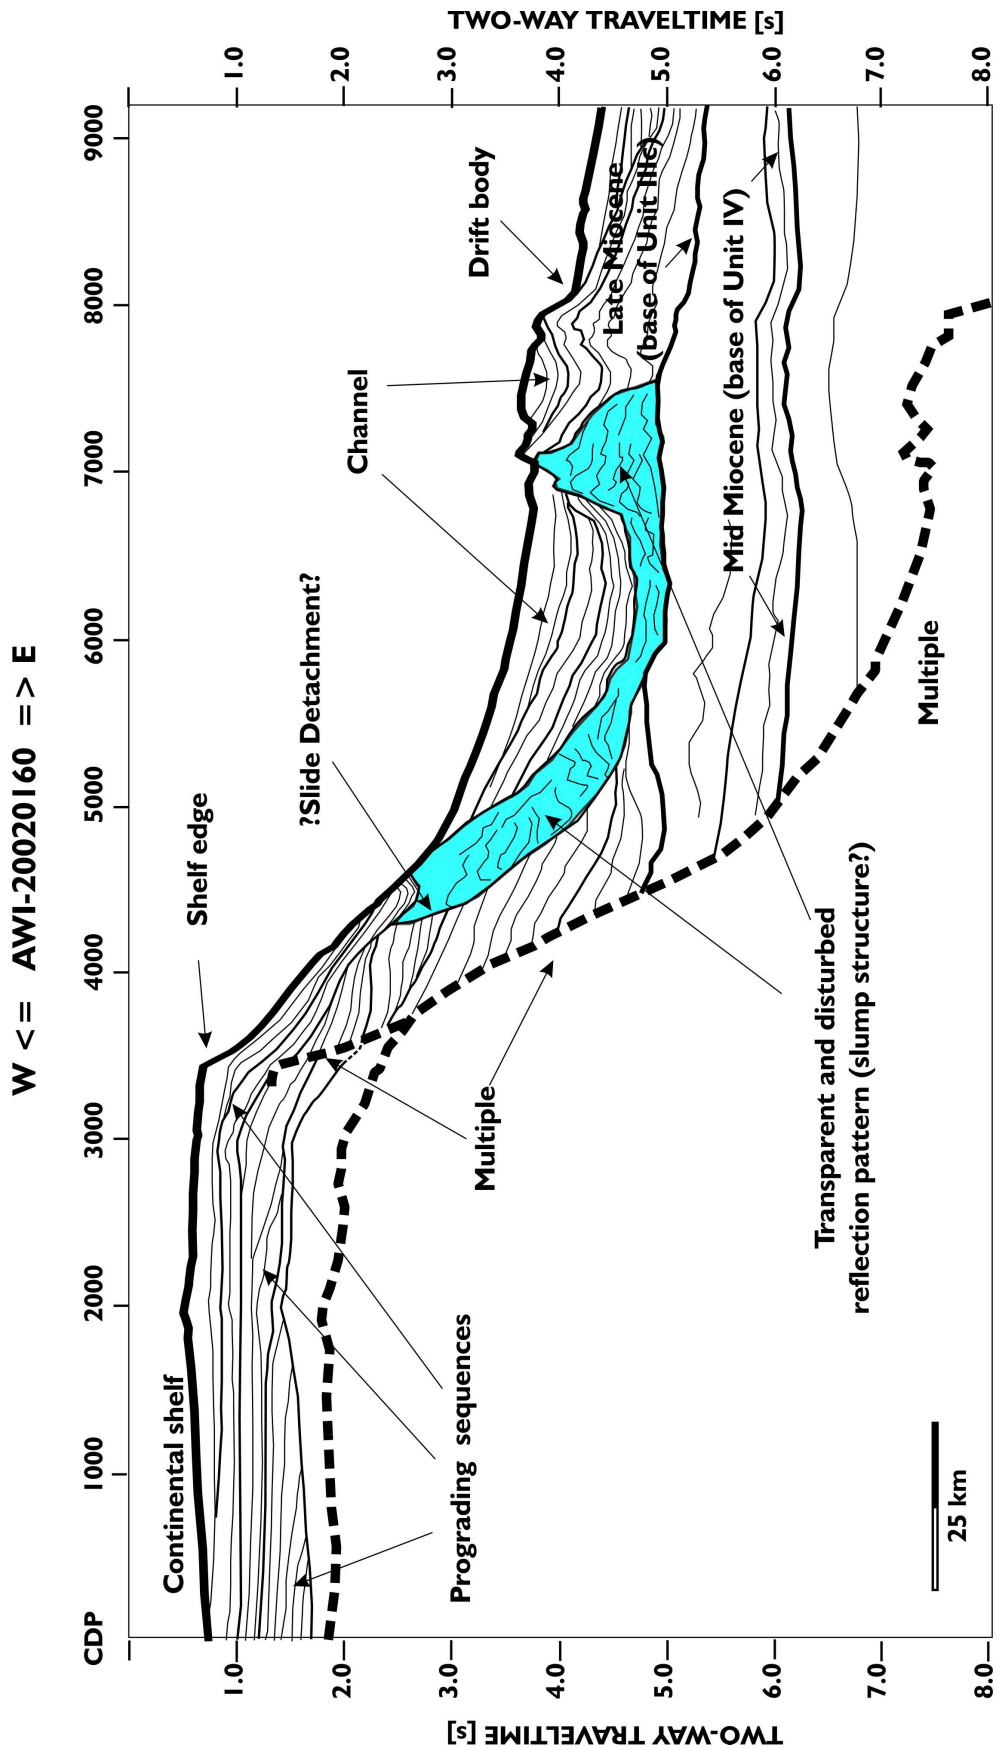 W <= AWI-20020160 => E
CDP 1000 2000 3000 4000 5000 6000 7000 8000 9000
TWO-WAY TRAVELTIME [s]
1.0
2.0
3.0
4.0
5.0
6.0
7.0
8.0
TWO-WAY TRAVELTIME [s]
1.0
2.0
3.0
4.0
5.0
6.0
7.0
8.0
Continental shelf
Shelf edge
?Slide Detachment?
Channel
Drift body
Late Miocene
(base of Unit IIIc)
Mid Miocene (base of Unit IV)
Prograding sequences
Multiple
Multiple
Transparent and disturbed
reflection pattern (slump structure?)
25 km